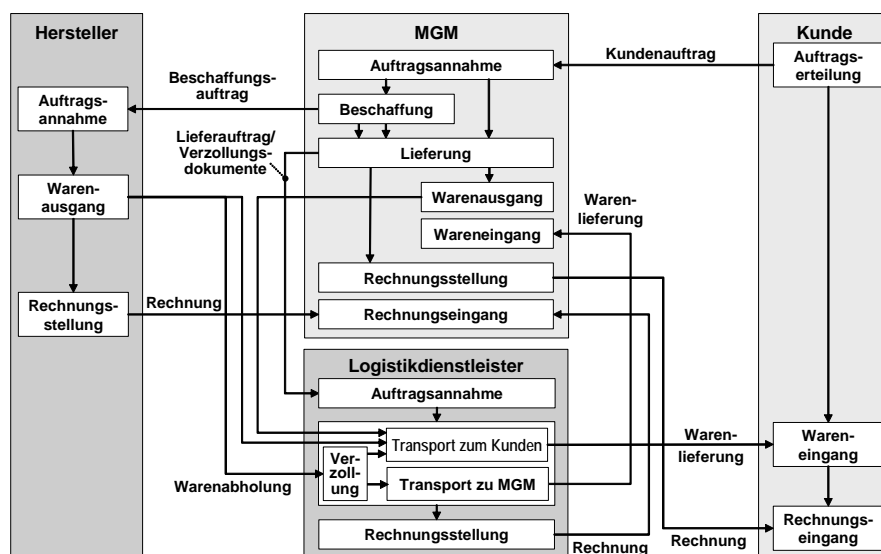 Hersteller
MGM
Kunde
Auftragsannahme
Kundenauftrag
Auftrags-
erteilung
Beschaffungs-
auftrag
Auftrags-
annahme
Beschaffung
Lieferauftrag/
Verzollungs-
dokumente
Lieferung
Waren-
ausgang
Warenausgang
Waren-
lieferung
Wareneingang
Rechnungsstellung
Rechnungs-
stellung
Rechnung
Rechnungseingang
Logistikdienstleister
Auftragsannahme
Transport zum Kunden
Waren-
lieferung
Waren-
eingang
Ver-
zoll-
ung
Warenabholung
Transport zu MGM
Rechnungsstellung
Rechnung
Rechnung
Rechnungs-
eingang